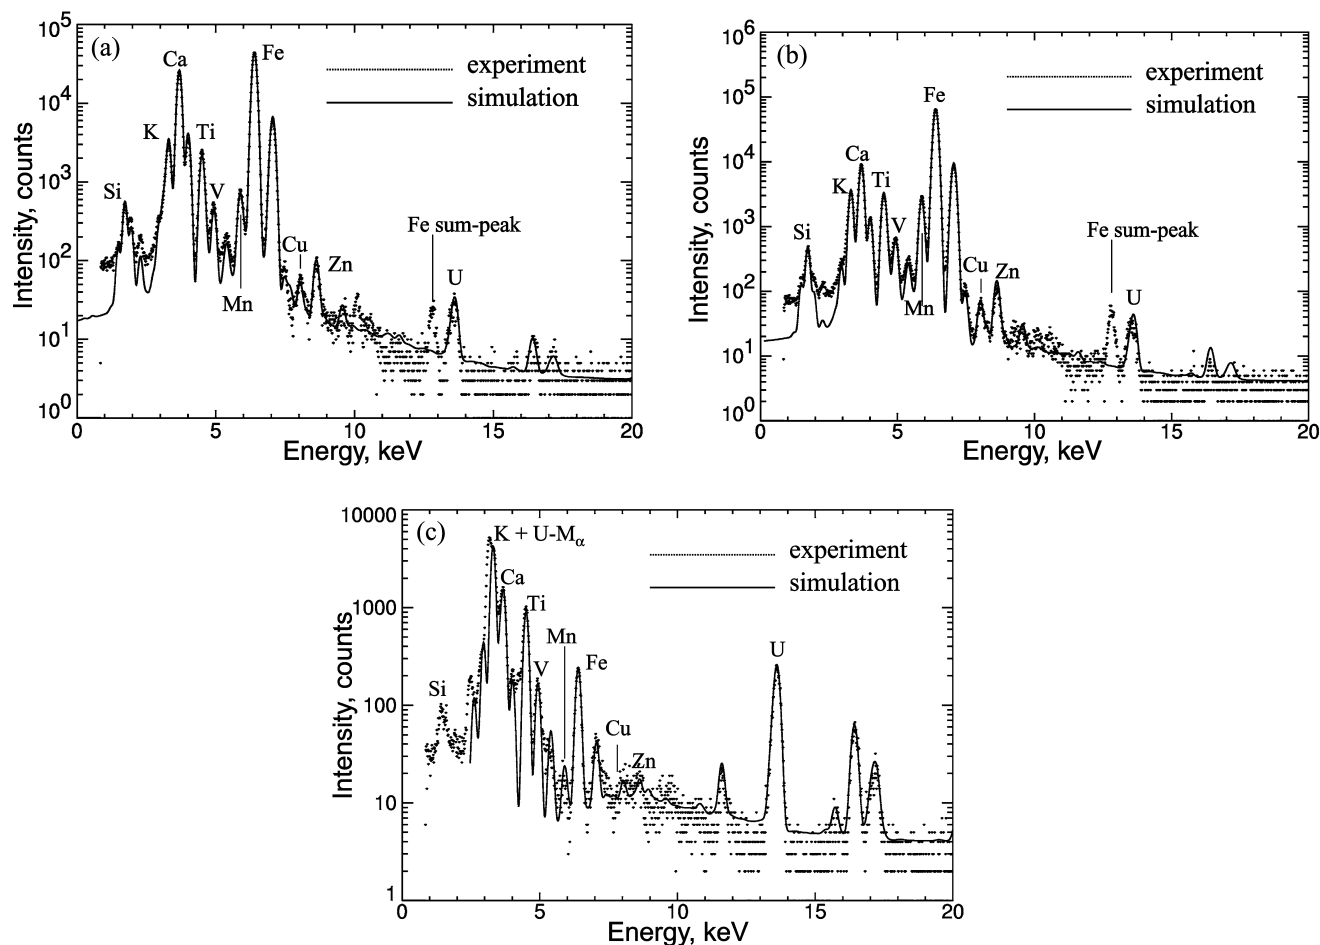 (a)
experiment
simulation
Si
K
Ca
Ti
V
Mn
Fe
Cu
Zn
Fe sum-peak
U
Intensity, counts
10^5
10^4
10^3
10^2
10^1
10^0
0 5 10 15 20
Energy, keV
(b)
experiment
simulation
Si
K
Ca
Ti
V
Mn
Fe
Cu
Zn
Fe sum-peak
U
Intensity, counts
10^6
10^5
10^4
10^3
10^2
10^1
10^0
0 5 10 15 20
Energy, keV
(c)
experiment
simulation
Si
K + U-Mα
Ca
Ti
V
Mn
Fe
Cu
Zn
U
Intensity, counts
10000
1000
100
10
1
0 5 10 15 20
Energy, keV